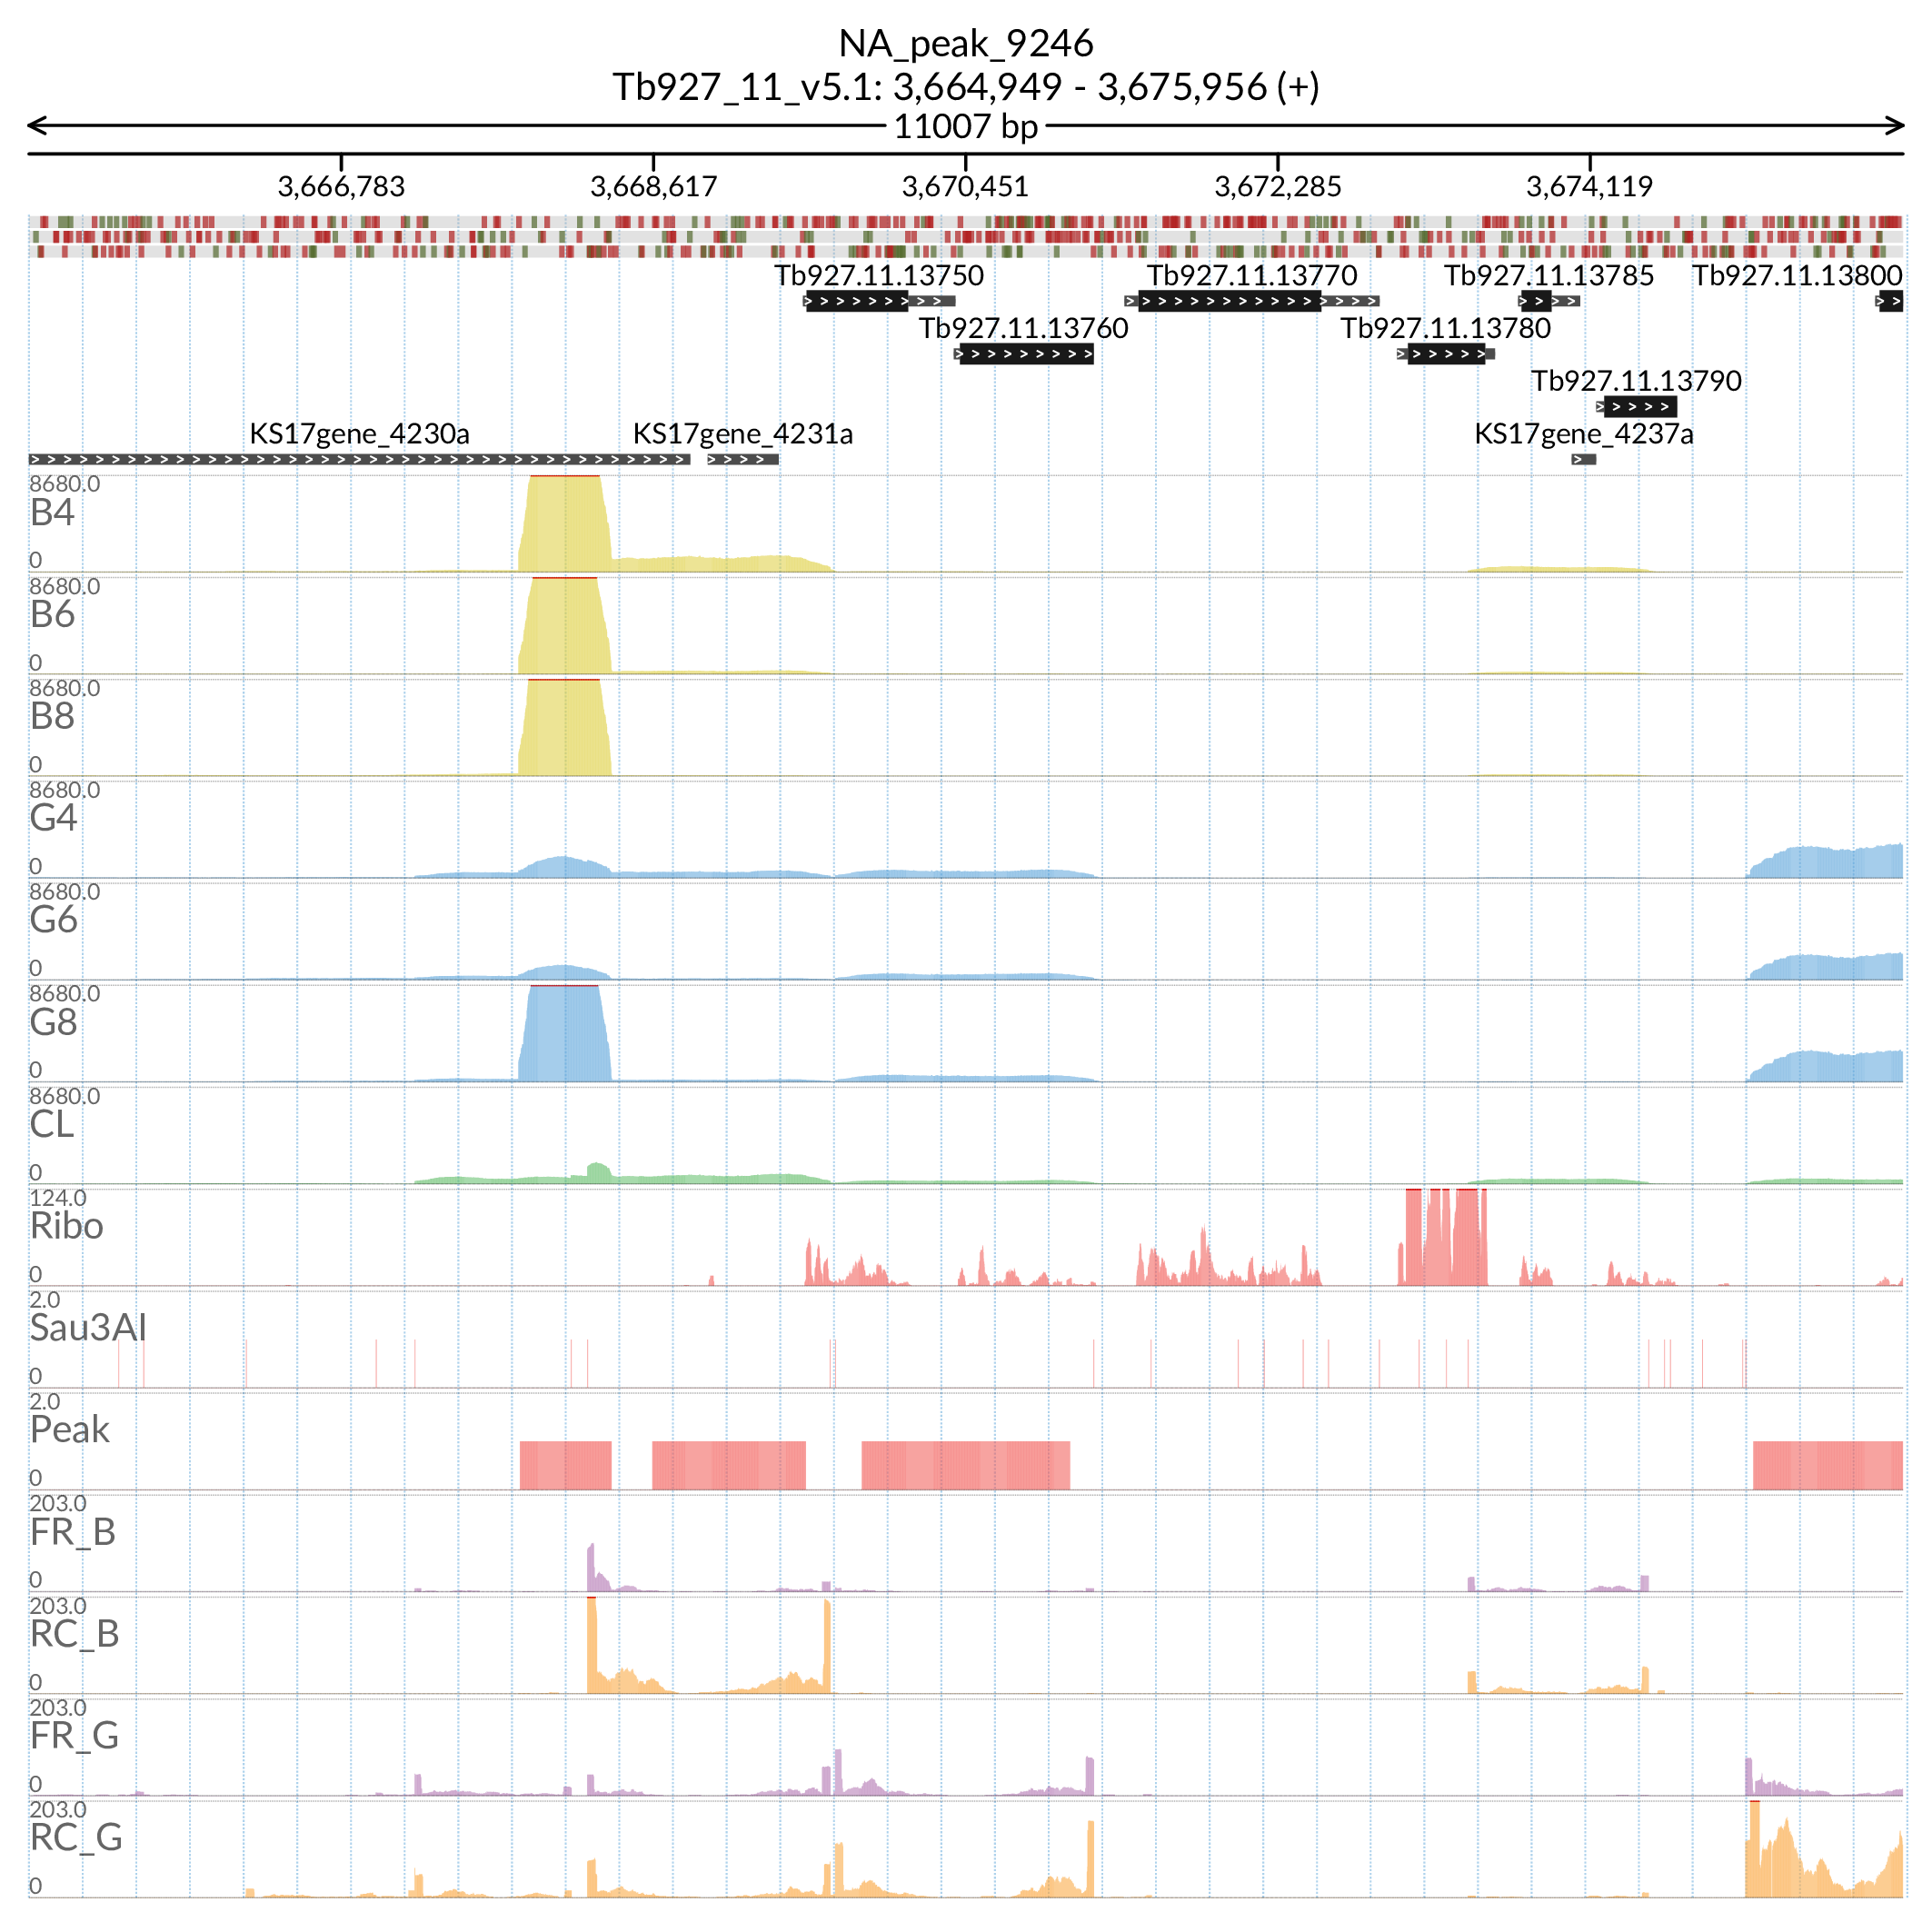 NA_peak_9246
Tb927_11_v5.1: 3,664,949 - 3,675,956 (+)
11007 bp
3,666,783 3,668,617 3,670,451 3,672,285 3,674,119
Tb927.11.13750 Tb927.11.13770 Tb927.11.13785 Tb927.11.13800
Tb927.11.13760 Tb927.11.13780
Tb927.11.13790
KS17gene_4230a KS17gene_4231a KS17gene_4237a
8680.0
B4
0
8680.0
B6
0
8680.0
B8
0
8680.0
G4
0
8680.0
G6
0
8680.0
G8
0
8680.0
CL
0
124.0
Ribo
0
2.0
Sau3AI
0
2.0
Peak
0
203.0
FR_B
0
203.0
RC_B
0
203.0
FR_G
0
203.0
RC_G
0